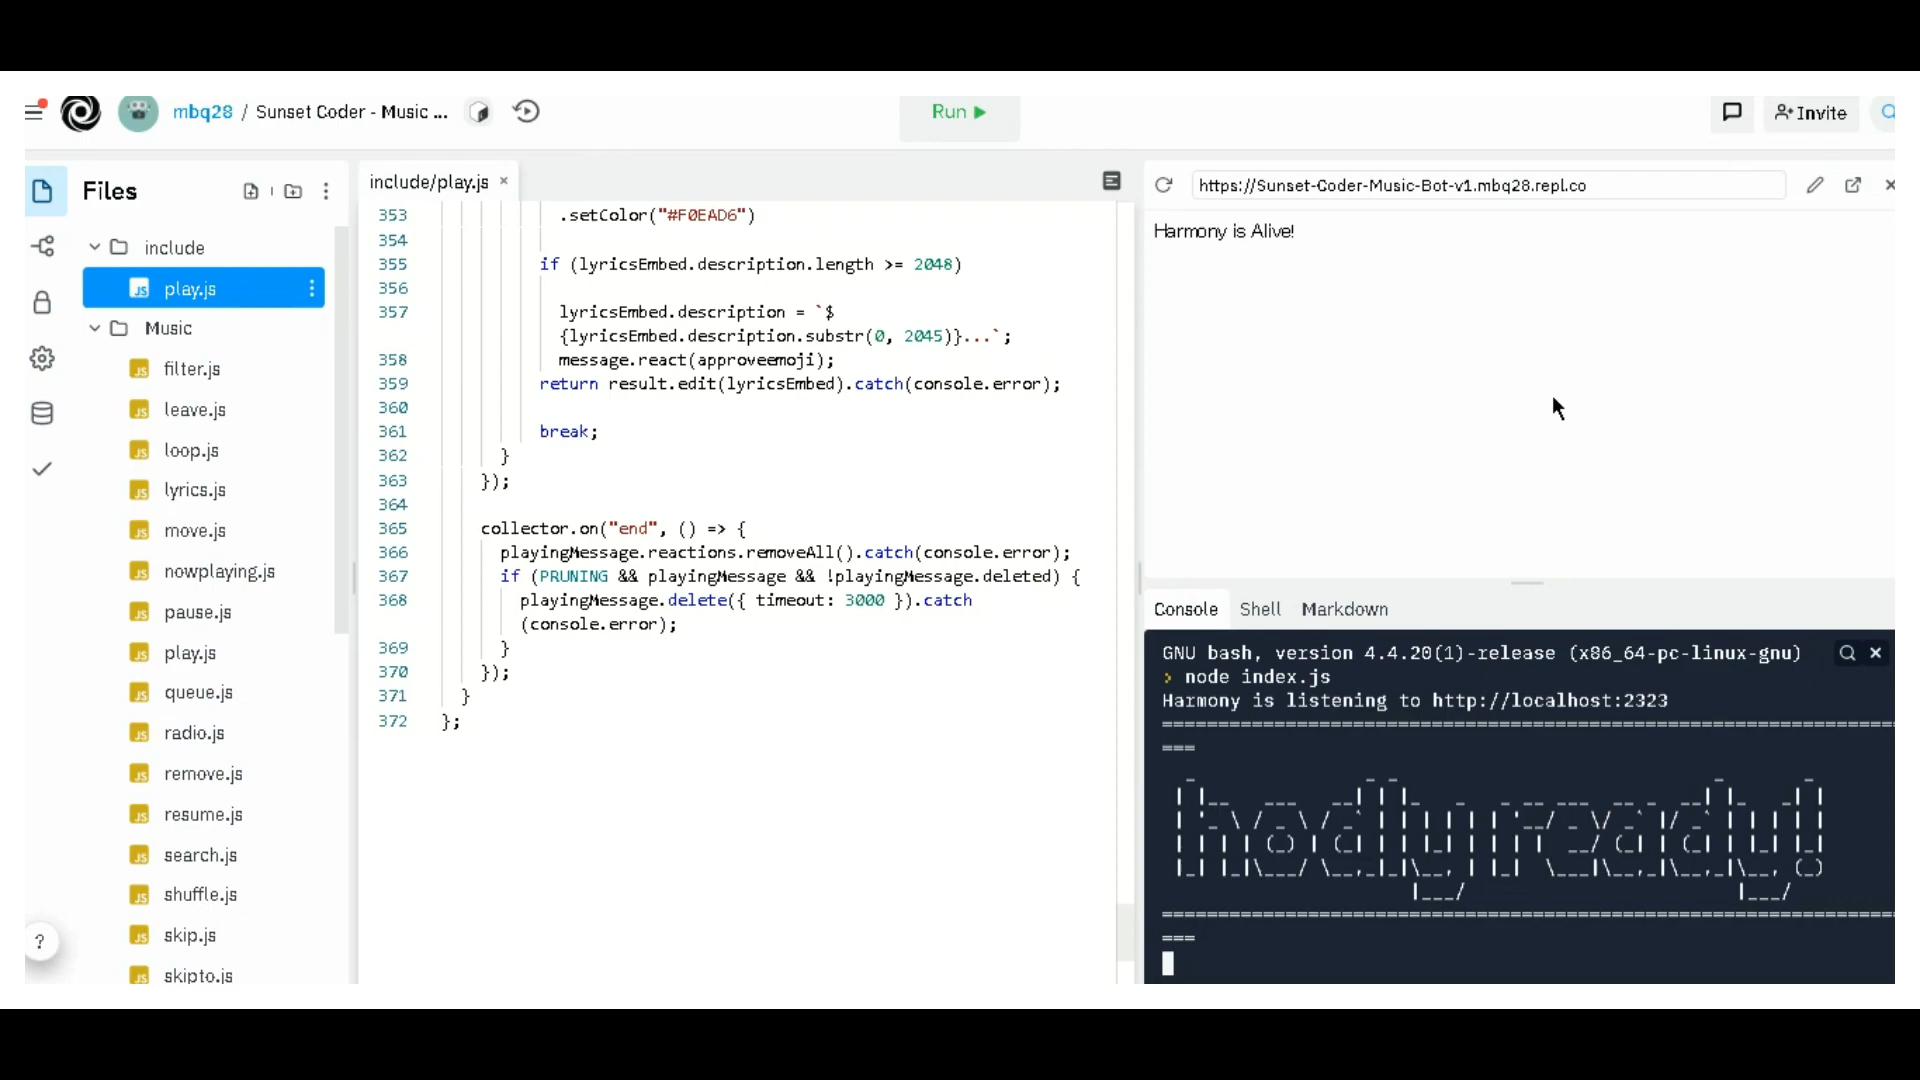 mbq28 / Sunset Coder - Music ...
Run
Invite
Files
include
play.js
Music
filter.js
leave.js
loop.js
lyrics.js
move.js
nowplaying.js
pause.js
play.js
queue.js
radio.js
remove.js
resume.js
search.js
shuffle.js
skip.js
skipto.js
?
include/play.js ×
353 .setColor("#F0EAD6")
354
355 if (lyricsEmbed.description.length >= 2048)
356
357 lyricsEmbed.description = `$
{lyricsEmbed.description.substr(0, 2045)}...`;
358 message.react(approveemoji);
359 return result.edit(lyricsEmbed).catch(console.error);
360
361 break;
362 }
363 });
364
365 collector.on("end", () => {
366 playingMessage.reactions.removeAll().catch(console.error);
367 if (PRUNING && playingMessage && !playingMessage.deleted) {
368 playingMessage.delete({ timeout: 3000 }).catch
(console.error);
369 }
370 });
371 }
372 };
https://Sunset-Coder-Music-Bot-v1.mbq28.repl.co
Harmony is Alive!
Console Shell Markdown
GNU bash, version 4.4.20(1)-release (x86_64-pc-linux-gnu)
› node index.js
Harmony is listening to http://localhost:2323
hodly ready!